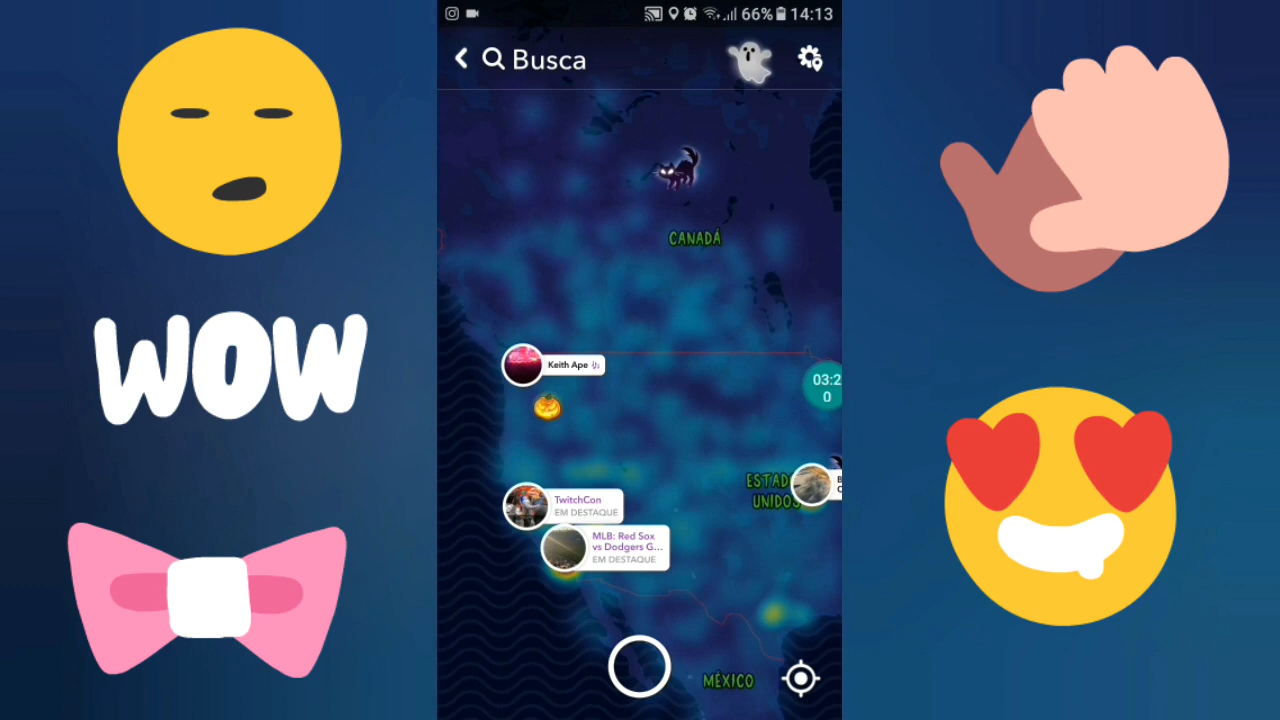 66% 14:13
Busca
CANADÁ
Keith Ape
03:2
0
WOW
TwitchCon
EM DESTAQUE
ESTAD
UNIDOS
MLB: Red Sox
vs Dodgers G...
EM DESTAQUE
MÉXICO